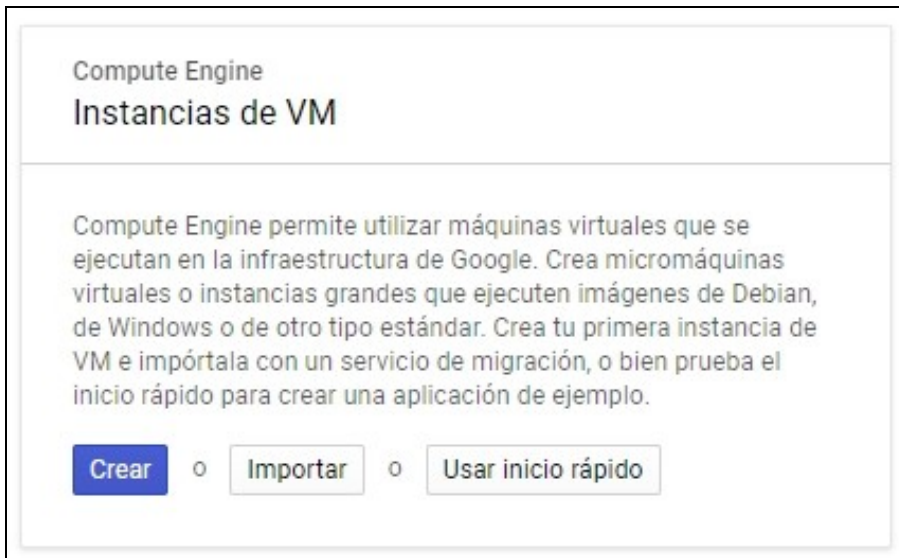 Compute Engine
Instancias de VM
Compute Engine permite utilizar máquinas virtuales que se
ejecutan en la infraestructura de Google. Crea micromáquinas
virtuales o instancias grandes que ejecuten imágenes de Debian,
de Windows o de otro tipo estándar. Crea tu primera instancia de
VM e impórtala con un servicio de migración, o bien prueba el
inicio rápido para crear una aplicación de ejemplo.
Crear o Importar o Usar inicio rápido